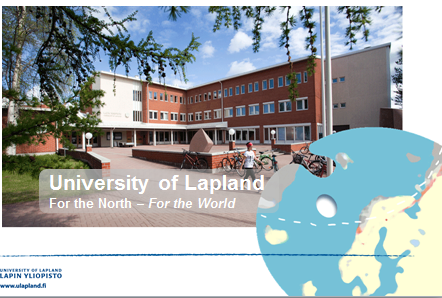 University of Lapland
For the North – For the World
UNIVERSITY OF LAPLAND
LAPIN YLIOPISTO
www.ulapland.fi